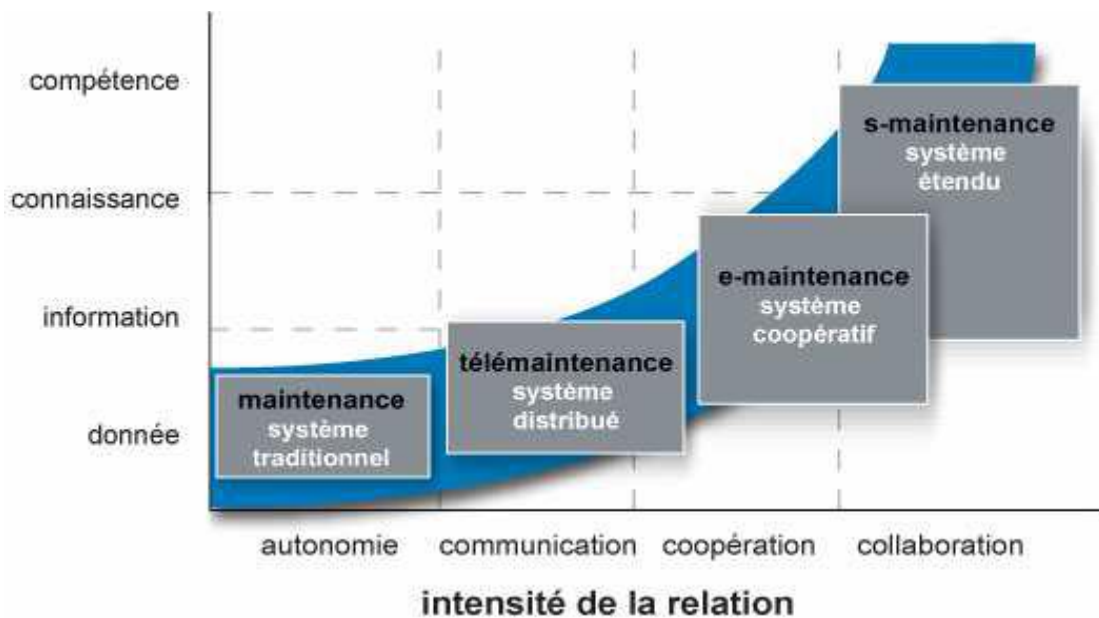 compétence
connaissance
information
donnée
s-maintenance
système
étendu
e-maintenance
système
coopératif
télémaintenance
système
distribué
maintenance
système
traditionnel
autonomie communication coopération collaboration
intensité de la relation